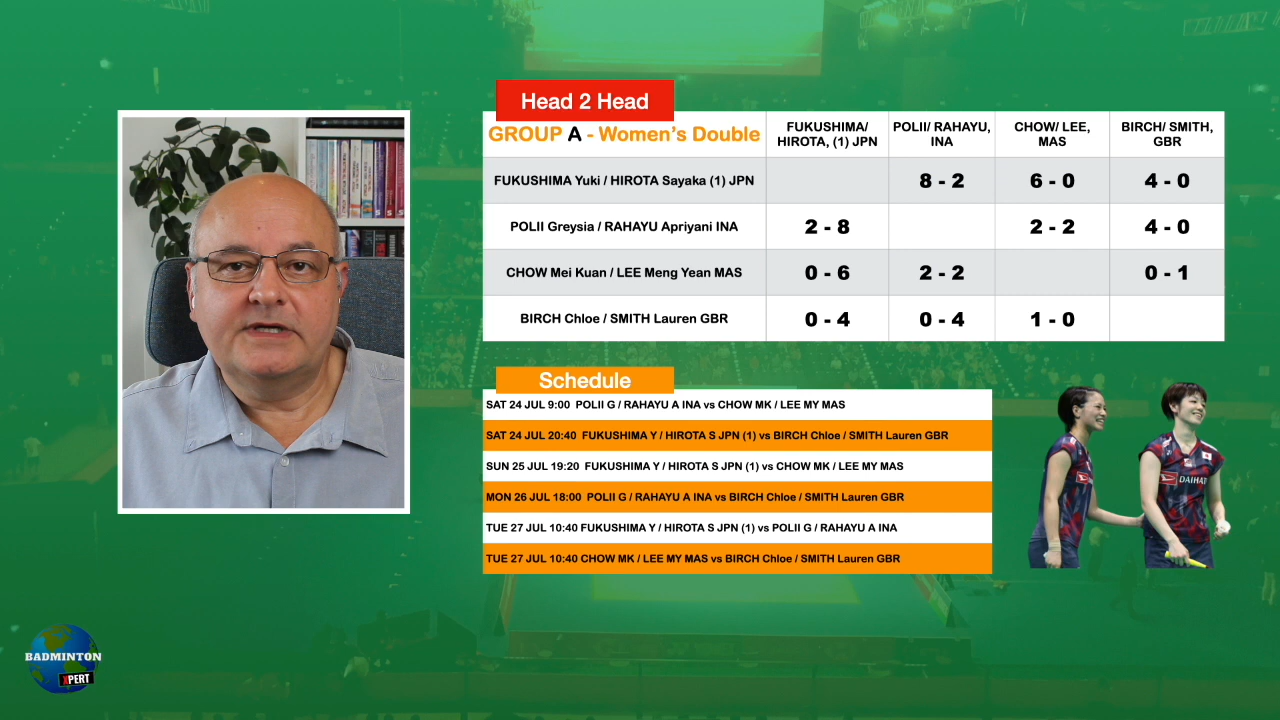 Head 2 Head
GROUP A - Women's Double
FUKUSHIMA/
HIROTA, (1) JPN
POLII/ RAHAYU,
INA
CHOW/ LEE,
MAS
BIRCH/ SMITH,
GBR
FUKUSHIMA Yuki / HIROTA Sayaka (1) JPN
8 - 2
6 - 0
4 - 0
POLII Greysia / RAHAYU Apriyani INA
2 - 8
2 - 2
4 - 0
CHOW Mei Kuan / LEE Meng Yean MAS
0 - 6
2 - 2
0 - 1
BIRCH Chloe / SMITH Lauren GBR
0 - 4
0 - 4
1 - 0
Schedule
SAT 24 JUL 9:00 POLII G / RAHAYU A INA vs CHOW MK / LEE MY MAS
SAT 24 JUL 20:40 FUKUSHIMA Y / HIROTA S JPN (1) vs BIRCH Chloe / SMITH Lauren GBR
SUN 25 JUL 19:20 FUKUSHIMA Y / HIROTA S JPN (1) vs CHOW MK / LEE MY MAS
MON 26 JUL 18:00 POLII G / RAHAYU A INA vs BIRCH Chloe / SMITH Lauren GBR
TUE 27 JUL 10:40 FUKUSHIMA Y / HIROTA S JPN (1) vs POLII G / RAHAYU A INA
TUE 27 JUL 10:40 CHOW MK / LEE MY MAS vs BIRCH Chloe / SMITH Lauren GBR
BADMINTON
XPERT